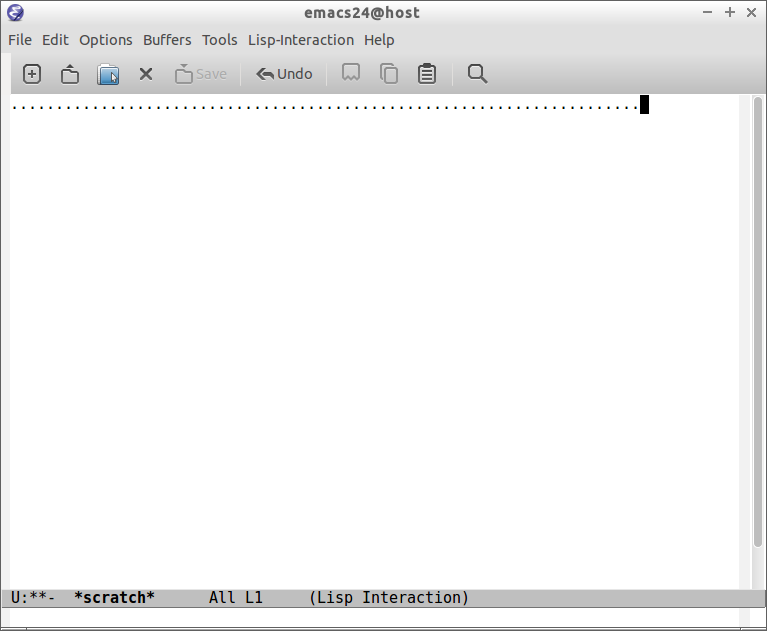 emacs24@host
File Edit Options Buffers Tools Lisp-Interaction Help
Save Undo
......................................................................
U:**-  *scratch*      All L1     (Lisp Interaction)